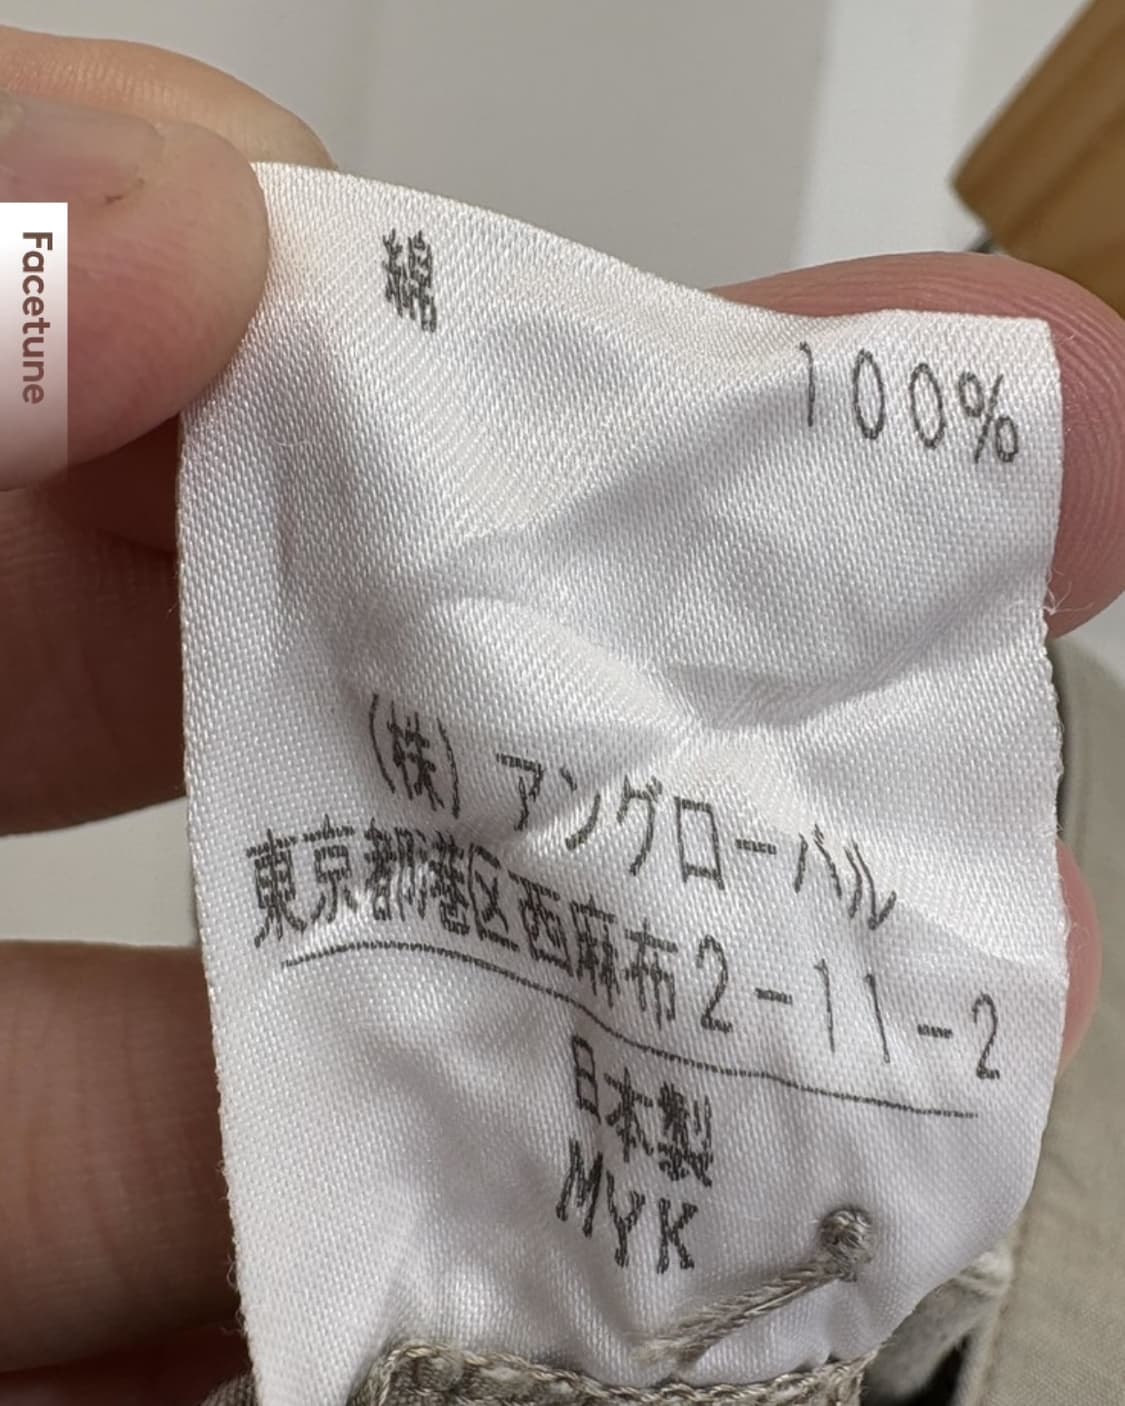 綿 100%
(株) アングローバル
東京都港区西麻布2-11-2
日本製
MYK
Facetune